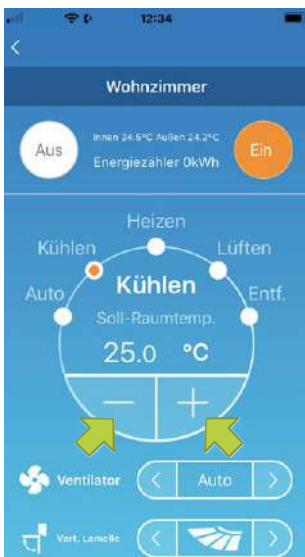 12:34
Wohnzimmer
Aus
Innen 24.5°C Außen 24.2°C
Ein
Energiezähler 0kWh
Heizen
Kühlen
Lüften
Auto
Kühlen
Entf.
Soll-Raumtemp.
25.0 °C
Ventilator
Auto
Vert. Lamelle